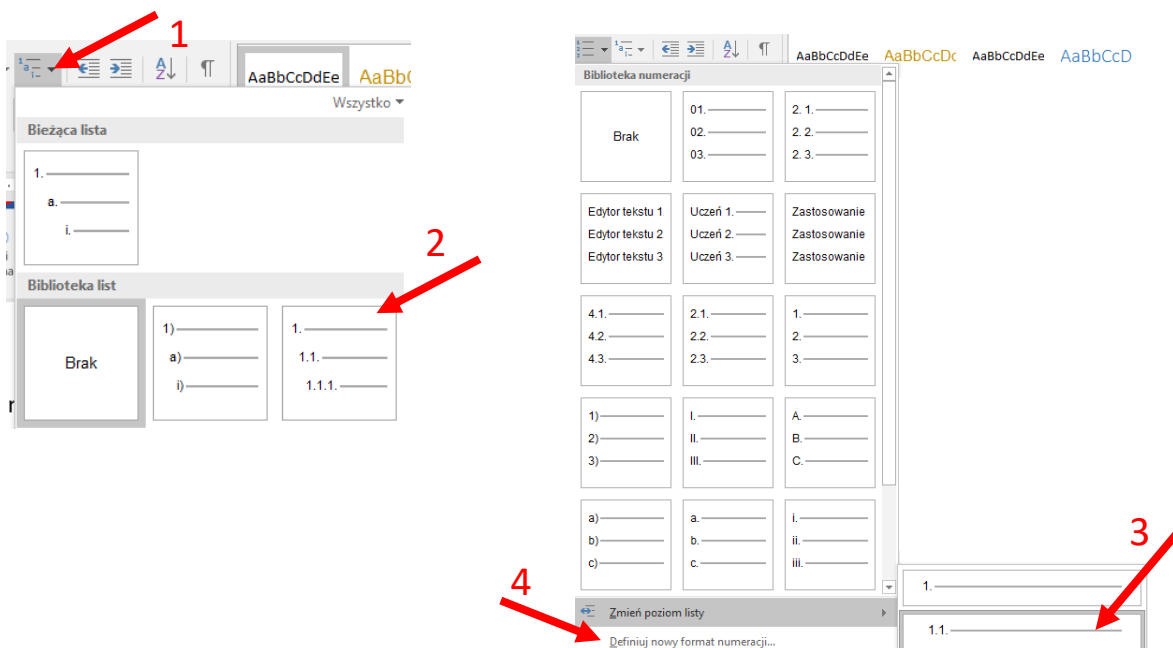 1
AaBbCcDdEe AaBb
Wszystko
Bieżąca lista
1.
a.
i.
2
Biblioteka list
Brak
1)
a)
i)
1.
1.1.
1.1.1.
AaBbCcDdEe AaBbCcDc AaBbCcDdEe AaBbCcD
Biblioteka numeracji
Brak
01.
02.
03.
2. 1.
2. 2.
2. 3.
Edytor tekstu 1
Edytor tekstu 2
Edytor tekstu 3
Uczeń 1.
Uczeń 2.
Uczeń 3.
Zastosowanie
Zastosowanie
Zastosowanie
4.1.
4.2.
4.3.
2.1.
2.2.
2.3.
1.
2.
3.
1)
2)
3)
I.
II.
III.
A.
B.
C.
a)
b)
c)
a.
b.
c.
i.
ii.
iii.
3
4
Zmień poziom listy
Definiuj nowy format numeracji...
1.
1.1.